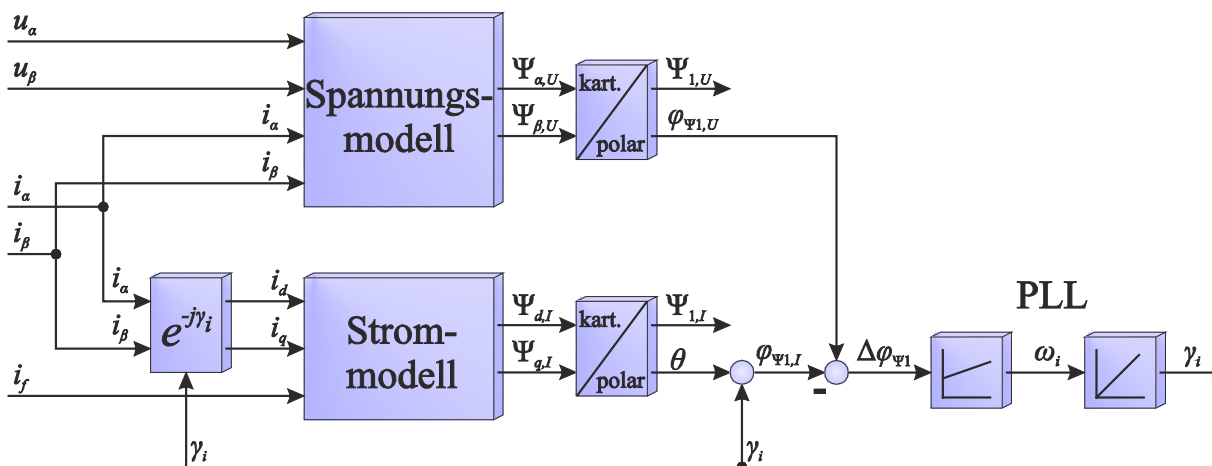 u_α
u_β
i_α
i_β
i_α
i_β
Spannungs-
modell
Ψ_α,U
Ψ_β,U
kart.
polar
Ψ_1,U
φ_Ψ1,U
i_α
i_β
i_f
e^-jγ_i
γ_i
i_d
i_q
Strom-
modell
Ψ_d,I
Ψ_q,I
kart.
polar
Ψ_1,I
θ
γ_i
φ_Ψ1,I
-
Δφ_Ψ1
PLL
ω_i
γ_i